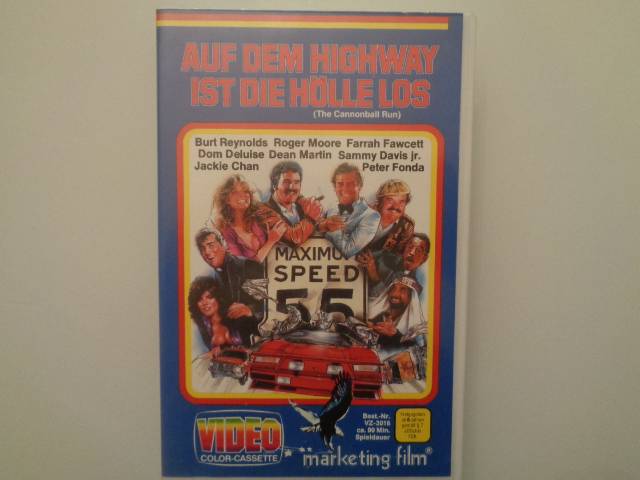 AUF DEM HIGHWAY
IST DIE HÖLLE LOS
(The Cannonball Run)
Burt Reynolds Roger Moore Farrah Fawcett
Dom Deluise Dean Martin Sammy Davis jr.
Jackie Chan Peter Fonda
SPEED
55
Best.-Nr.
VZ-3016
ca. 90 Min.
Spieldauer
VIDEO
COLOR-CASSETTE
marketing film®